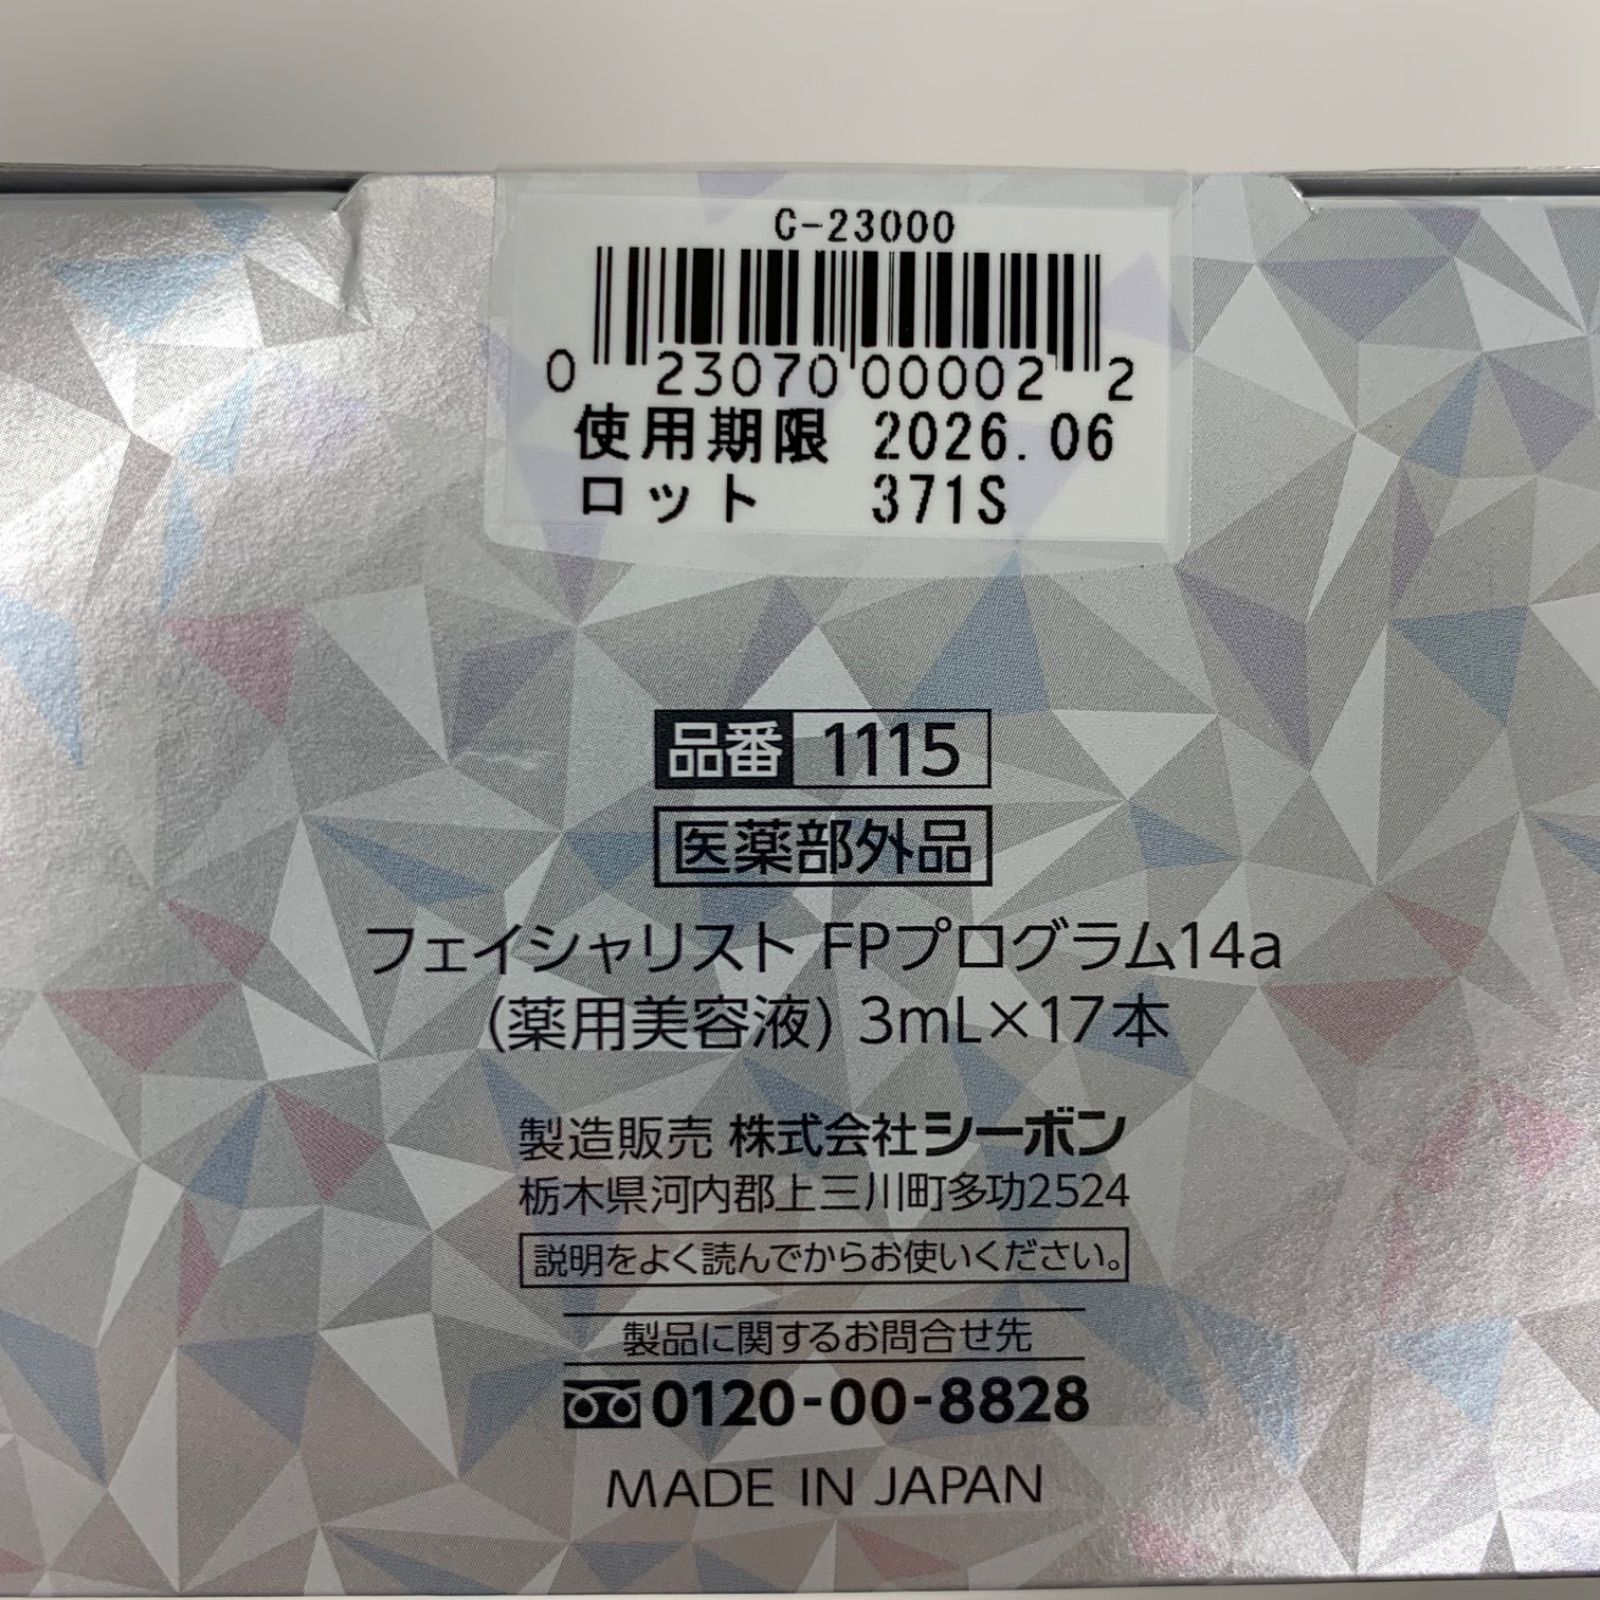 C-23000
0 23070 00002 2
使用期限 2026.06
ロット 371S
品番 1115
医薬部外品
フェイシャリスト FPプログラム14a
(薬用美容液) 3mL×17本
製造販売 株式会社シーボン
栃木県河内郡上三川町多功2524
説明をよく読んでからお使いください。
製品に関するお問合せ先
0120-00-8828
MADE IN JAPAN